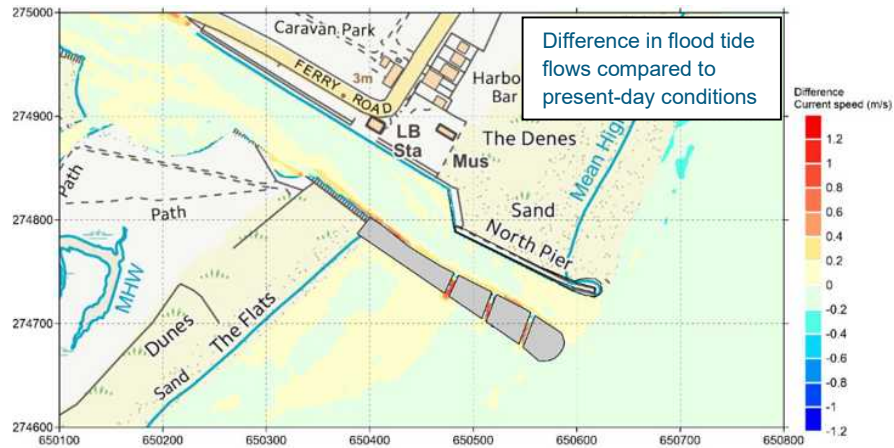 275000
274900
274800
274700
274600
650100
650200
650300
650400
650500
650600
650700
650800
Caravan Park
3m
FERRY ROAD
LB
Sta
Mus
Harbo
Bar
The Denes
Mean High
Sand
North Pier
Path
Path
MHW
Dunes
The Flats
Sand
Difference in flood tide
flows compared to
present-day conditions
Difference
Current speed (m/s)
1.2
1
0.8
0.6
0.4
0.2
0
-0.2
-0.4
-0.6
-0.8
-1
-1.2